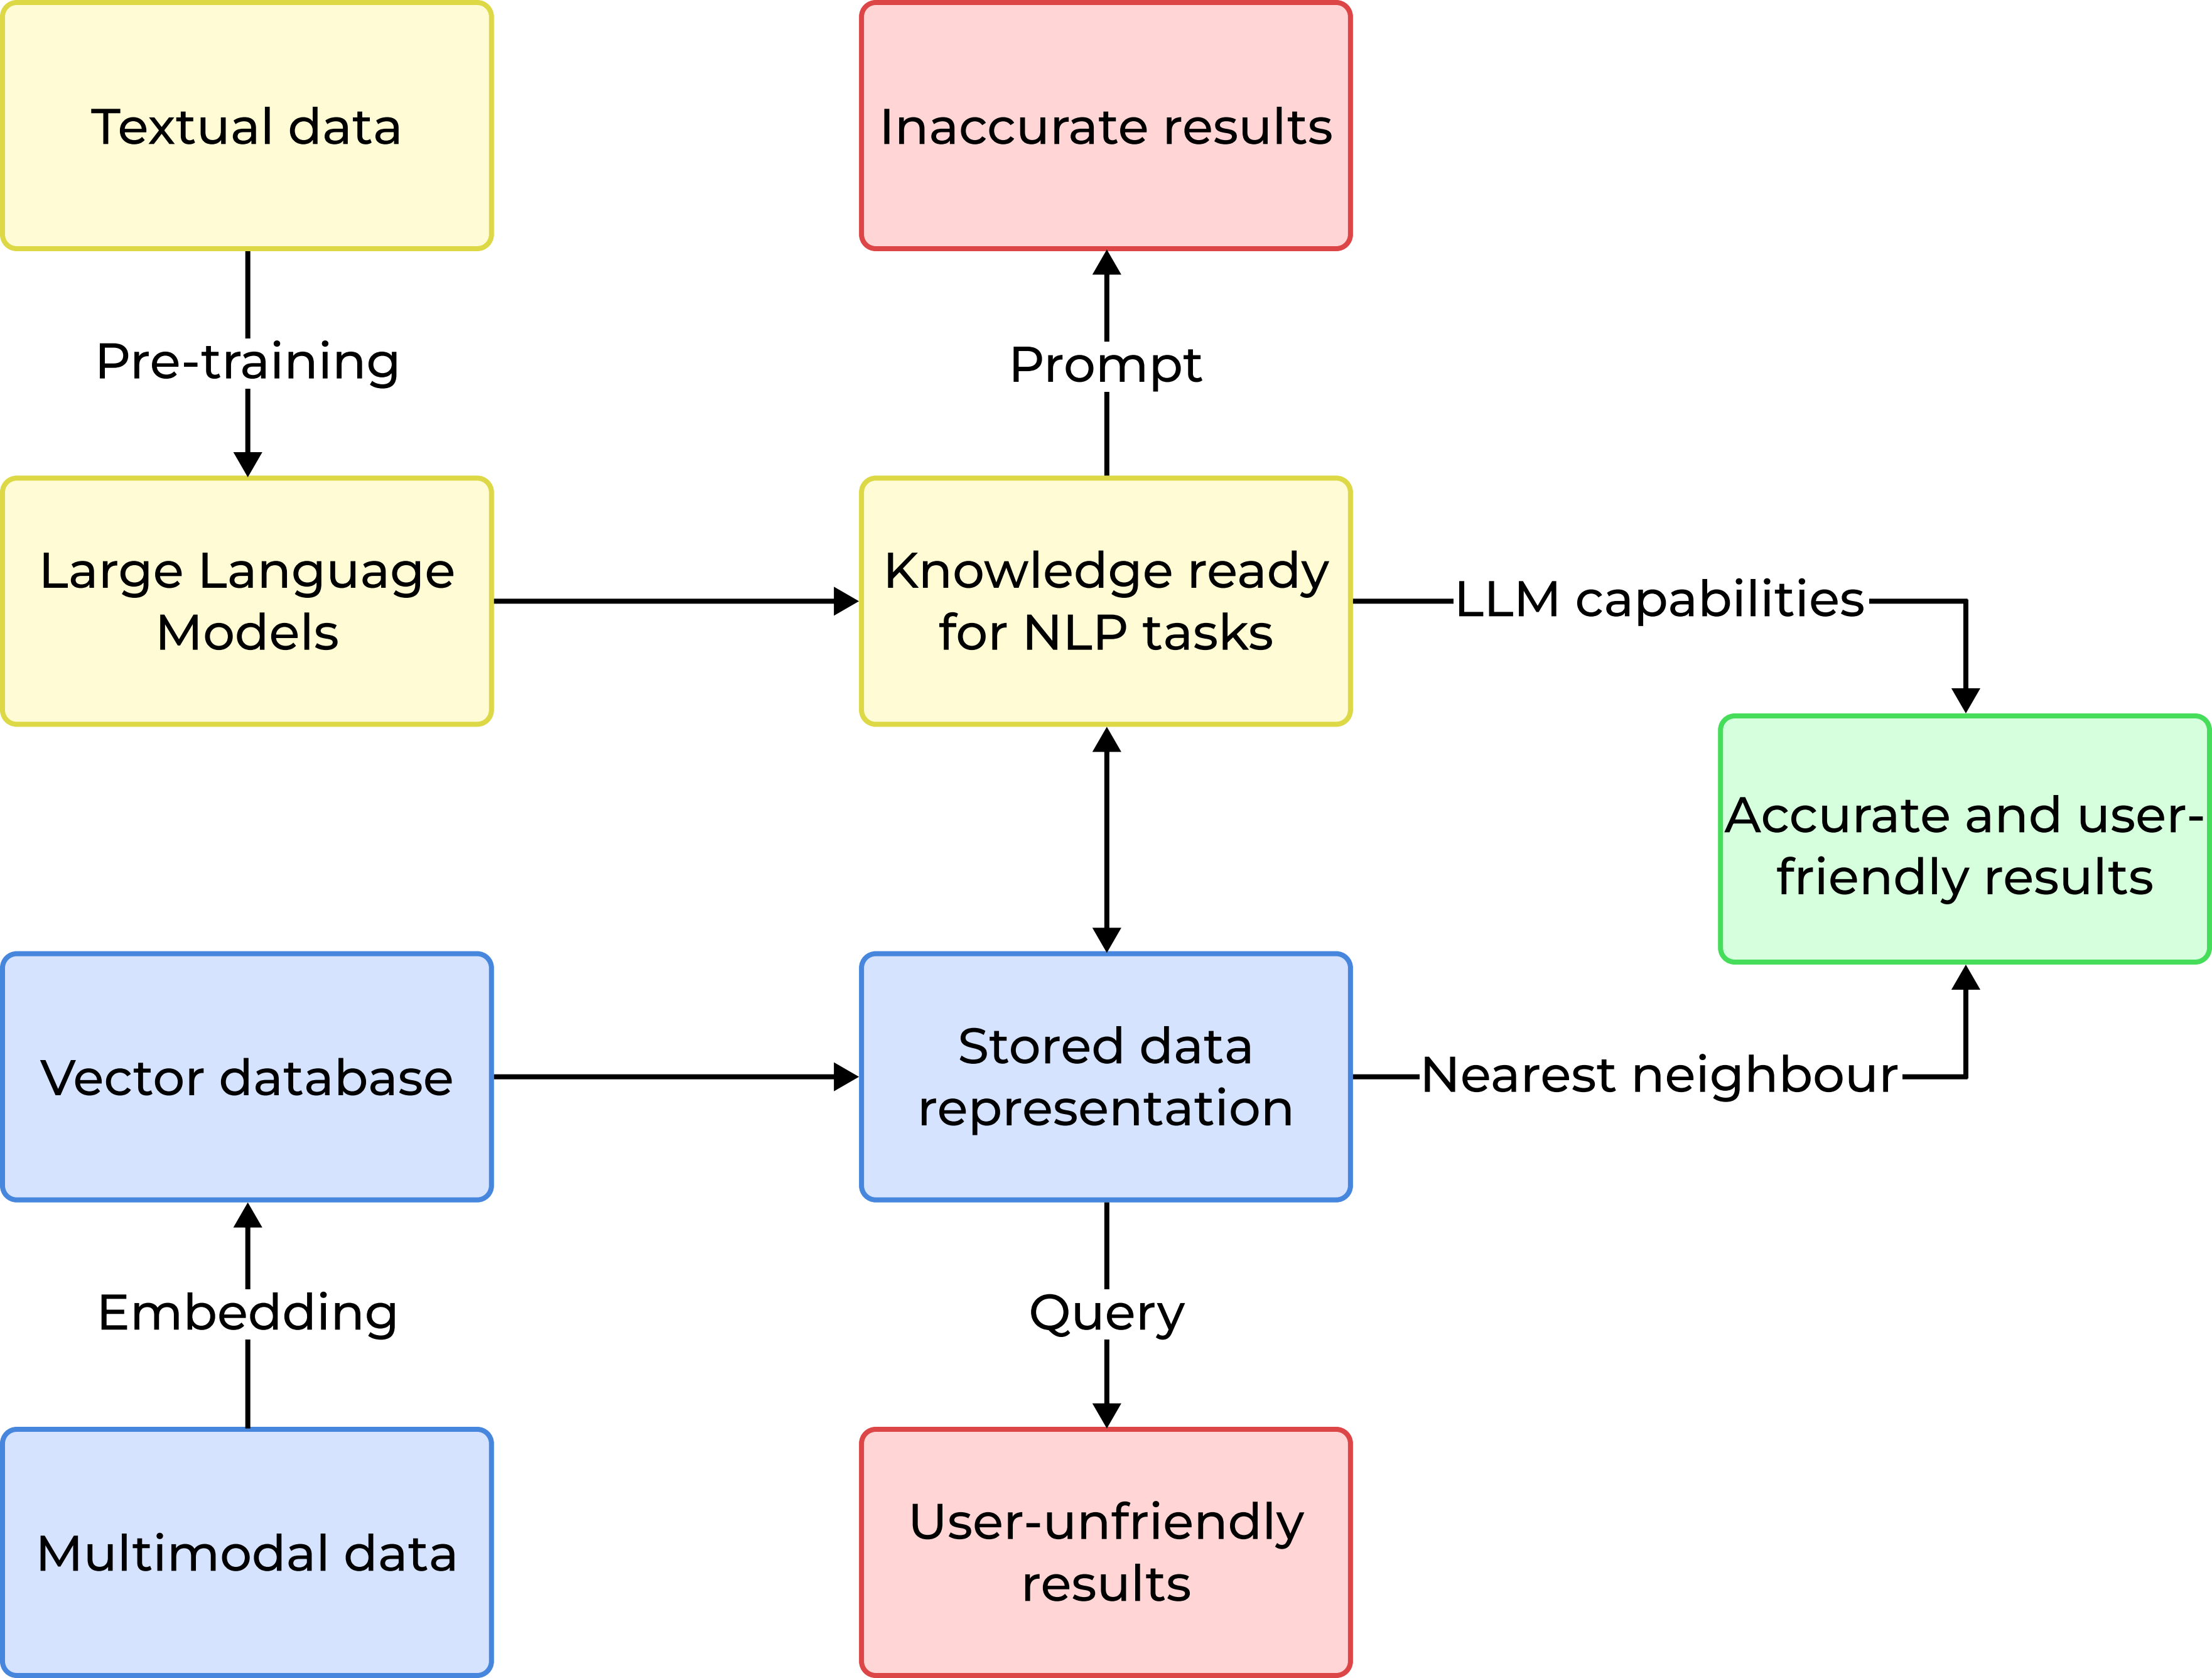 Textual data
Inaccurate results
Pre-training
Prompt
Large Language
Models
Knowledge ready
for NLP tasks
LLM capabilities
Accurate and user-
friendly results
Vector database
Stored data
representation
Nearest neighbour
Embedding
Query
Multimodal data
User-unfriendly
results